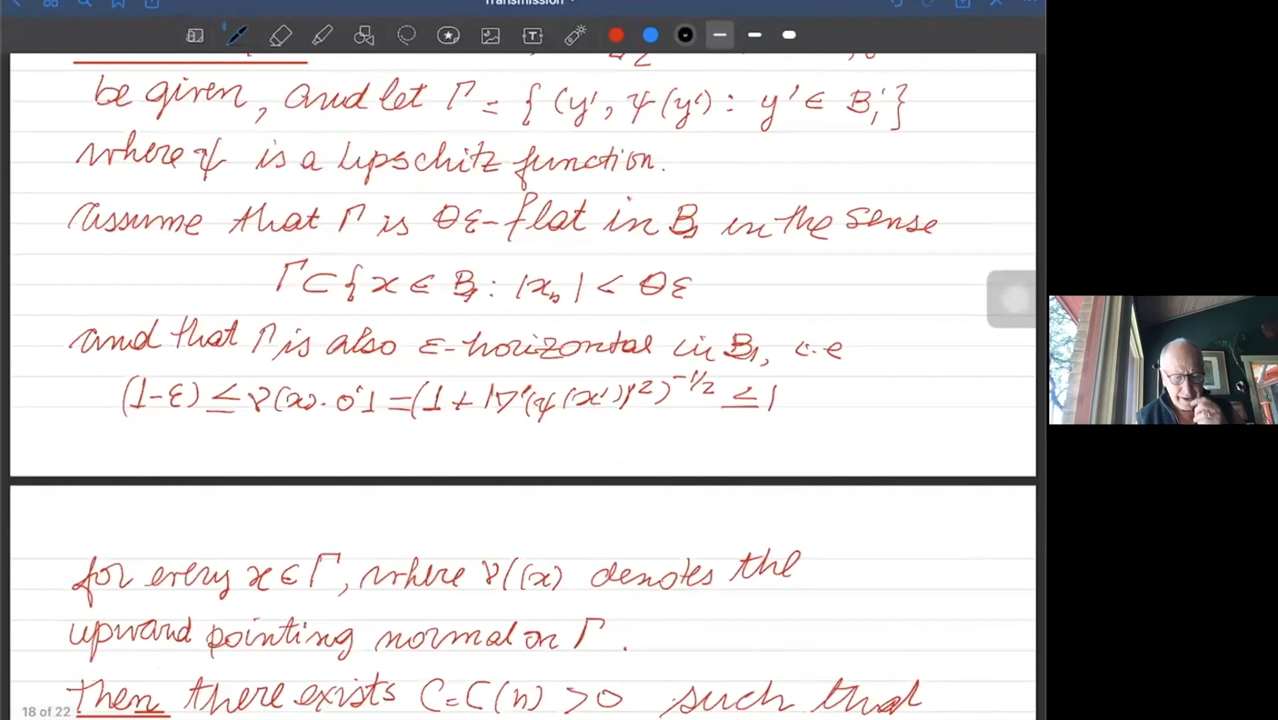 Transmission
be given, and let Γ = { (y', ψ(y') : y' ∈ B'₁ }
where ψ is a Lipschitz function.
Assume that Γ is θε-flat in B₁ in the sense
Γ ⊂ { x ∈ B₁ : |xₙ| < θε
and that Γ is also ε-horizontal in B₁, i.e
(1-ε) ≤ ν(x)·(0',1) = (1 + |∇'(ψ(x')|²)^{-1/2} ≤ 1
for every x ∈ Γ, where ν((x) denotes the
upward pointing normal on Γ.
Then there exists C = C(n) > 0 such that
18 of 22